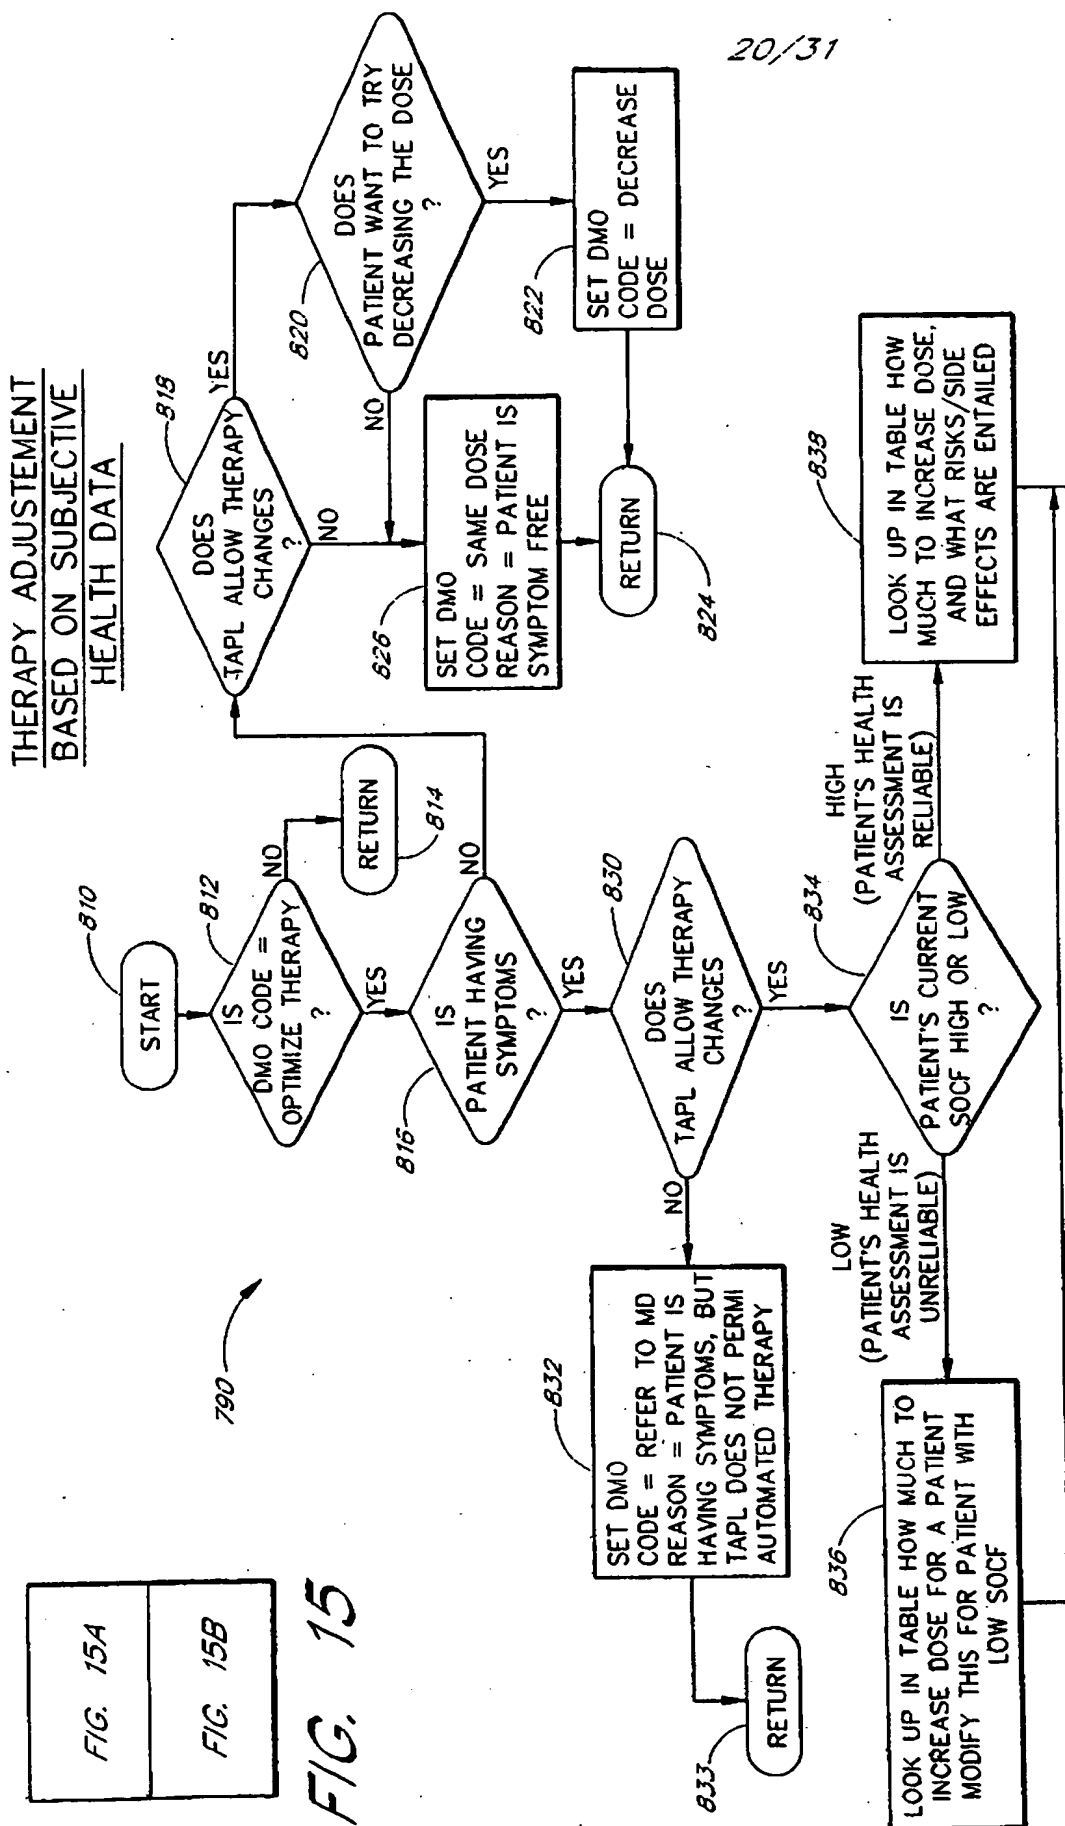 THERAPY ADJUSTEMENT
BASED ON SUBJECTIVE
HEALTH DATA
20/31
790
FIG. 15A
FIG. 15B
FIG. 15
810
START
812
IS
DMO CODE =
OPTIMIZE THERAPY
?
NO
RETURN
814
YES
816
IS
PATIENT HAVING
SYMPTOMS
?
NO
YES
818
DOES
TAPL ALLOW THERAPY
CHANGES
?
YES
NO
820
DOES
PATIENT WANT TO TRY
DECREASING THE DOSE
?
NO
YES
822
SET DMO
CODE = DECREASE
DOSE
826
SET DMO
CODE = SAME DOSE
REASON = PATIENT IS
SYMPTOM FREE
RETURN
824
830
DOES
TAPL ALLOW THERAPY
CHANGES
?
NO
YES
832
SET DMO
CODE = REFER TO MD
REASON = PATIENT IS
HAVING SYMPTOMS, BUT
TAPL DOES NOT PERMI
AUTOMATED THERAPY
833
RETURN
834
IS
PATIENT'S CURRENT
SOCF HIGH OR LOW
?
LOW
(PATIENT'S HEALTH
ASSESSMENT IS
UNRELIABLE)
HIGH
(PATIENT'S HEALTH
ASSESSMENT IS
RELIABLE)
836
LOOK UP IN TABLE HOW MUCH TO
INCREASE DOSE FOR A PATIENT
MODIFY THIS FOR PATIENT WITH
LOW SOCF
838
LOOK UP IN TABLE HOW
MUCH TO INCREASE DOSE,
AND WHAT RISKS/SIDE
EFFECTS ARE ENTAILED